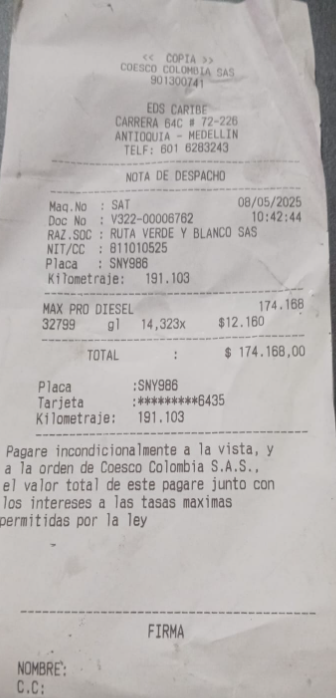 << COPIA >>
COESCO COLOMBIA SAS
901300741
EDS CARIBE
CARRERA 64C # 72-226
ANTIOQUIA - MEDELLIN
TELF: 601 6283243
NOTA DE DESPACHO
Maq.No : SAT 08/05/2025
Doc No : V322-00006762 10:42:44
RAZ.SOC : RUTA VERDE Y BLANCO SAS
NIT/CC : 811010525
Placa : SNY986
Kilometraje: 191.103
MAX PRO DIESEL 174.168
32799 gl 14,323x $12.160
TOTAL : $ 174.168,00
Placa :SNY986
Tarjeta :*********6435
Kilometraje: 191.103
Pagare incondicionalmente a la vista, y
a la orden de Coesco Colombia S.A.S.,
el valor total de este pagare junto con
los intereses a las tasas maximas
permitidas por la ley
FIRMA
NOMBRE:
C.C: